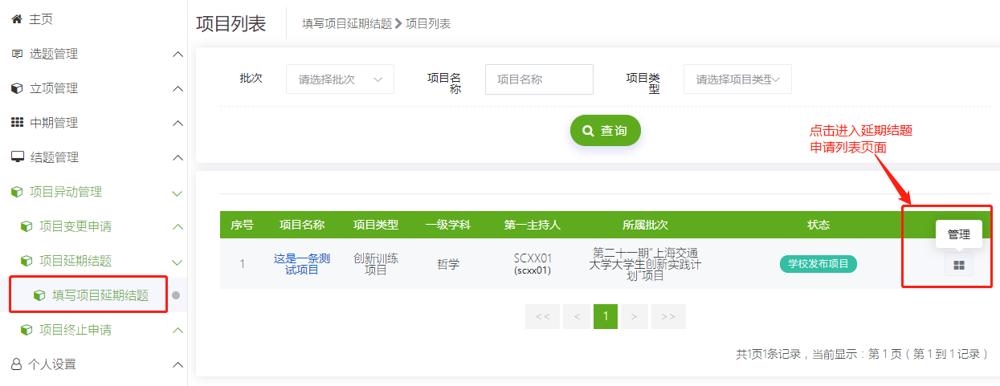 主页
选题管理
立项管理
中期管理
结题管理
项目异动管理
项目变更申请
项目延期结题
填写项目延期结题
项目终止申请
个人设置
项目列表
填写项目延期结题 > 项目列表
批次
请选择批次
项目名
称
项目名称
项目类
型
请选择项目类型
查询
点击进入延期结题
申请列表页面
序号 项目名称 项目类型 一级学科 第一主持人 所属批次 状态
管理
1
这是一条测
试项目
创新训练
项目
哲学
SCXX01
(scxx01)
第二十一期“上海交通
大学大学生创新实践计
划”项目
学校发布项目
<< < 1 > >>
共1页1条记录，当前显示：第 1 页（第 1 到 1 记录）